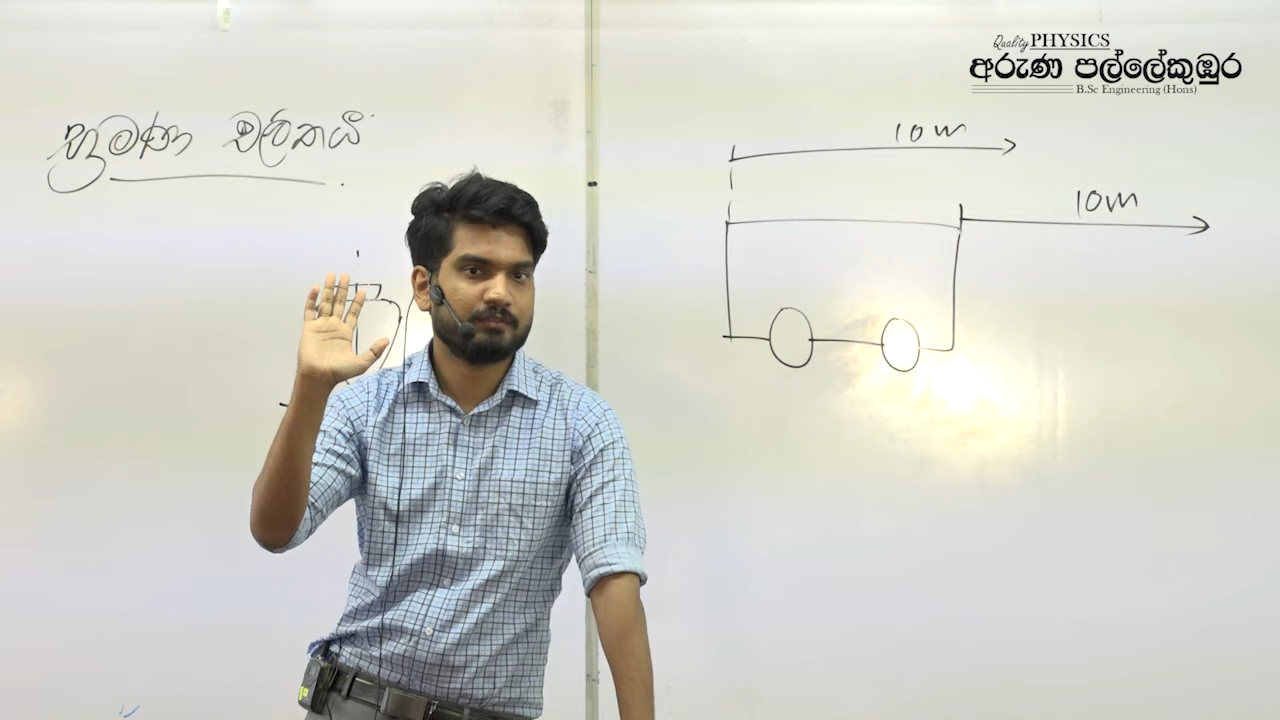 Quality PHYSICS
අරුණ පල්ලේකුඹුර
B.Sc Engineering (Hons)
භ්‍රමණ චලිතයි
10m
10m